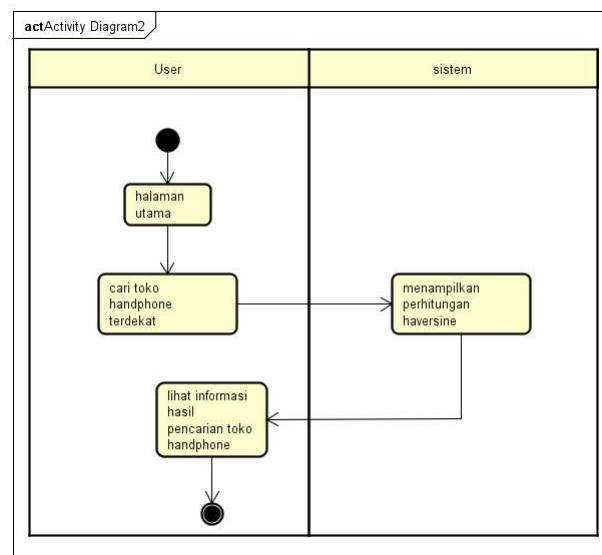 actActivity Diagram2
User
sistem
halaman
utama
cari toko
handphone
terdekat
menampilkan
perhitungan
haversine
lihat informasi
hasil
pencarian toko
handphone